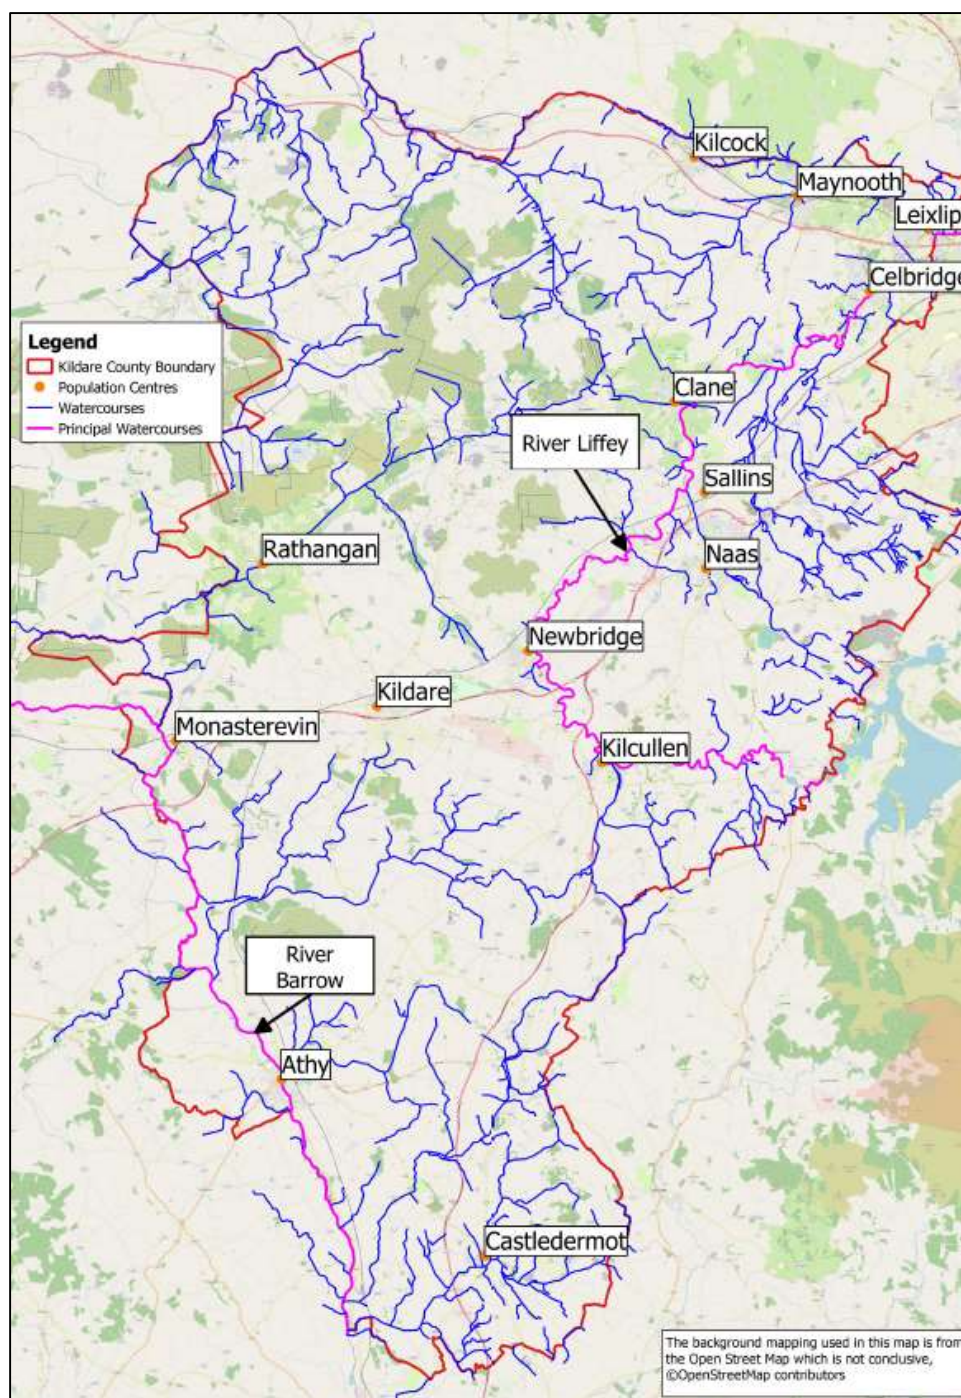 Kilcock
Maynooth
Leixlip
Celbridge
Legend
Kildare County Boundary
Population Centres
Watercourses
Principal Watercourses
Clane
River Liffey
Sallins
Rathangan
Naas
Newbridge
Kildare
Monasterevin
Kilcullen
River
Barrow
Athy
Castledermot
The background mapping used in this map is from
the Open Street Map which is not conclusive,
©OpenStreetMap contributors